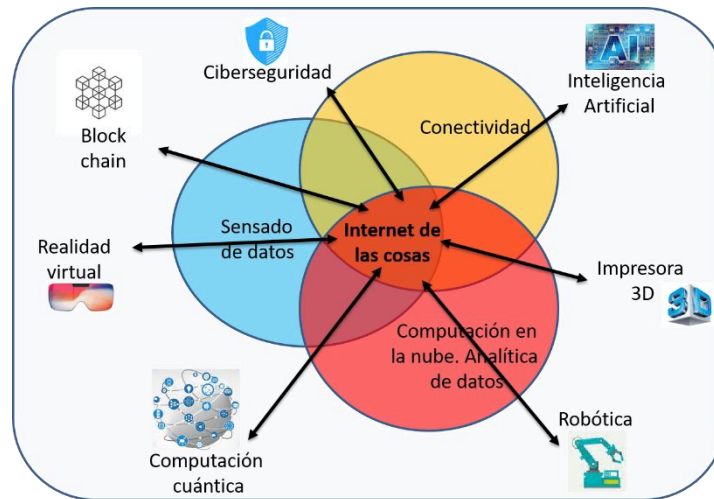 Ciberseguridad
AI
Inteligencia
Artificial
Block
chain
Conectividad
Sensado
de datos
Internet de
las cosas
Realidad
virtual
Impresora
3D
3D
Computación en
la nube. Analítica
de datos
Robótica
Computación
cuántica